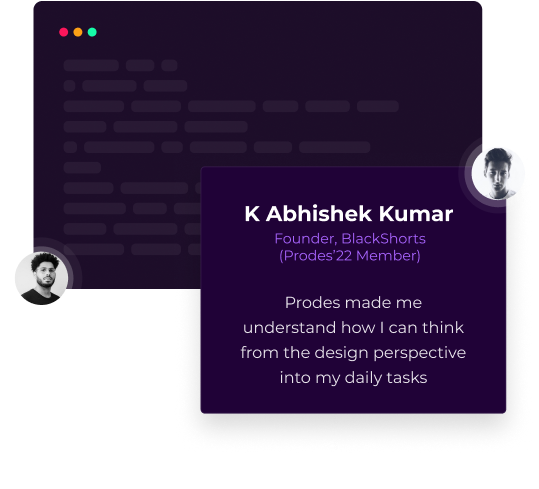 K Abhishek Kumar
Founder, BlackShorts
(Prodes’22 Member)
Prodes made me
understand how I can think
from the design perspective
into my daily tasks